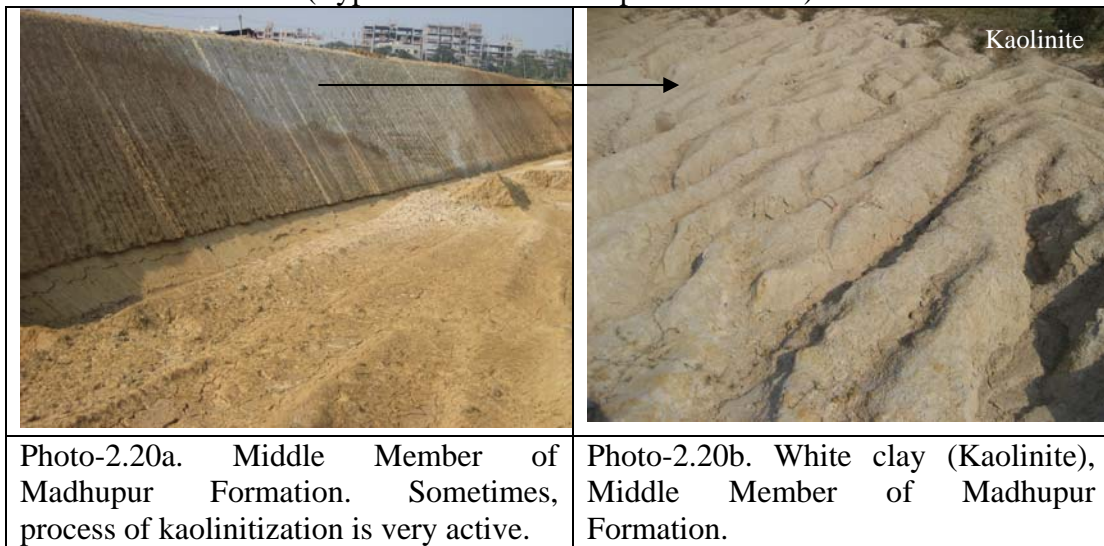 Kaolinite
Photo-2.20a. Middle Member of
Madhupur Formation. Sometimes,
process of kaolinitization is very active.
Photo-2.20b. White clay (Kaolinite),
Middle Member of Madhupur
Formation.